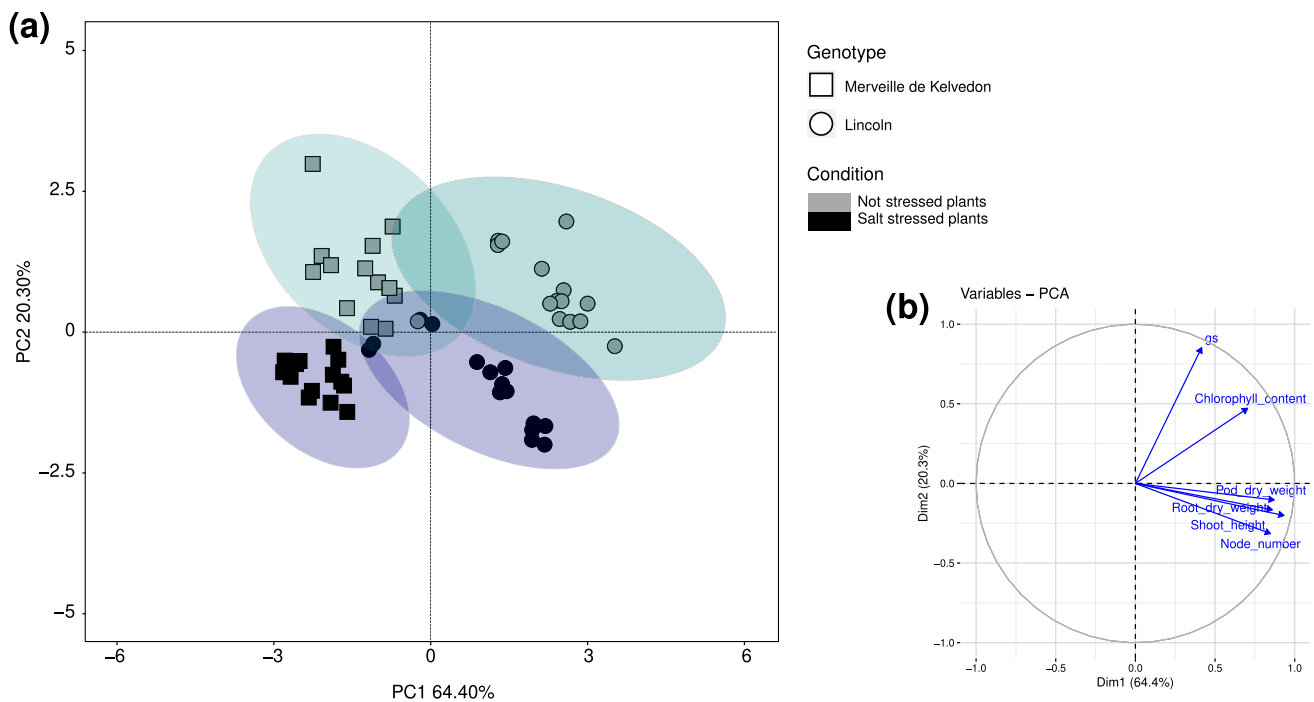 (a)
5
2.5
0
−2.5
−5
−6
−3
0
3
6
PC2 20.30%
PC1 64.40%
Genotype
Merveille de Kelvedon
Lincoln
Condition
Not stressed plants
Salt stressed plants
(b)
Variables − PCA
1.0
0.5
0.0
−0.5
−1.0
−1.0
−0.5
0.0
0.5
1.0
Dim2 (20.3%)
Dim1 (64.4%)
gs
Chlorophyll_content
Pod_dry_weight
Root_dry_weight
Shoot_height
Node_number